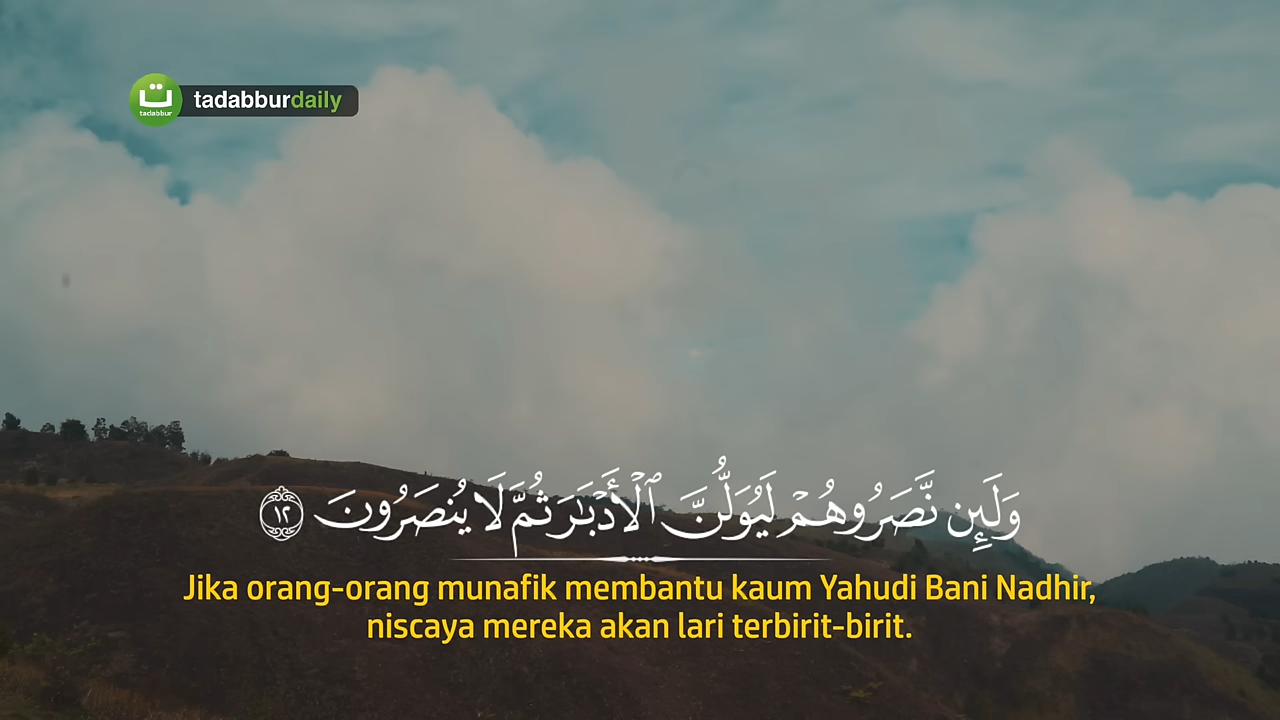 ت
tadabbur
tadabburdaily
وَلَئِن نَّصَرُوهُمْ لَيُوَلُّنَّ ٱلْأَدْبَـٰرَ ثُمَّ لَا يُنصَرُونَ ١٢
Jika orang-orang munafik membantu kaum Yahudi Bani Nadhir,
niscaya mereka akan lari terbirit-birit.